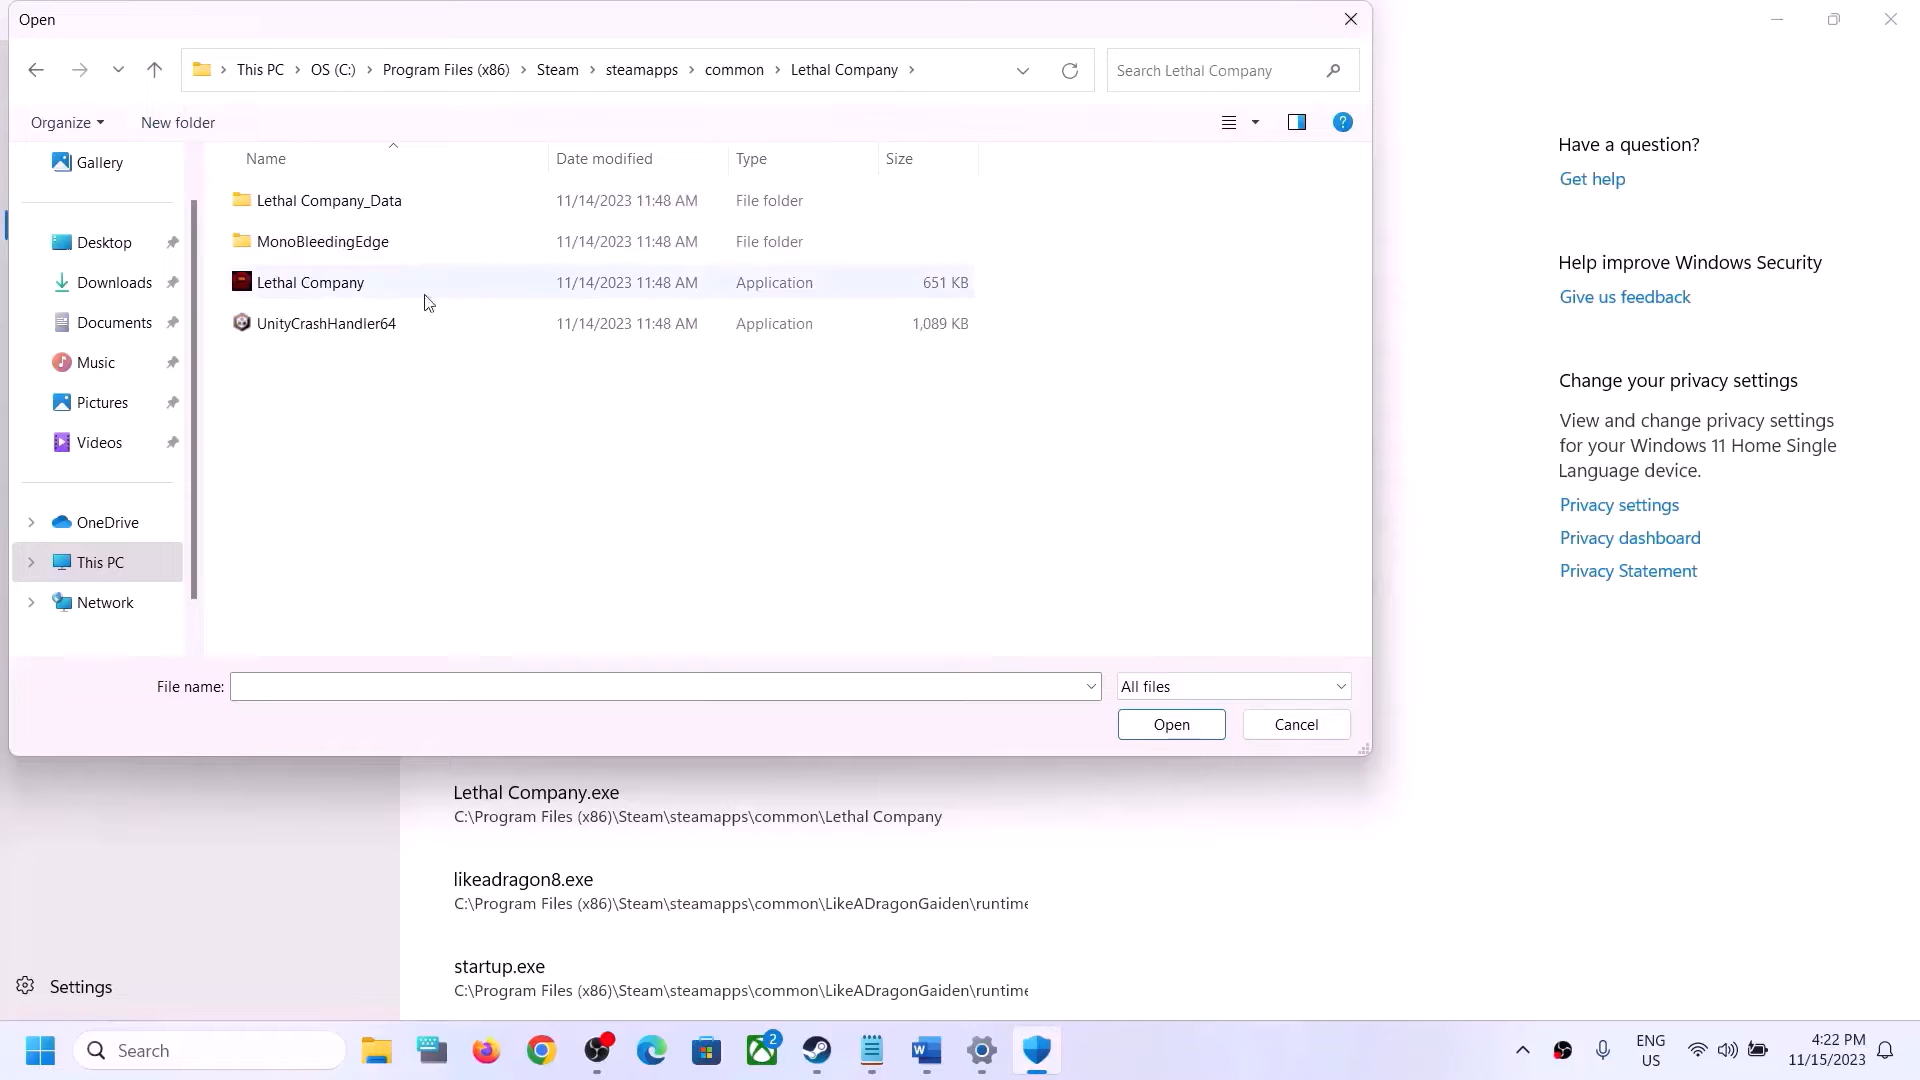 Open
This PC
OS (C:)
Program Files (x86)
Steam
steamapps
common
Lethal Company
Search Lethal Company
Organize
New folder
Name
Date modified
Type
Size
Gallery
Desktop
Downloads
Documents
Music
Pictures
Videos
OneDrive
This PC
Network
Lethal Company_Data 11/14/2023 11:48 AM File folder
MonoBleedingEdge 11/14/2023 11:48 AM File folder
Lethal Company 11/14/2023 11:48 AM Application 651 KB
UnityCrashHandler64 11/14/2023 11:48 AM Application 1,089 KB
File name:
All files
Open
Cancel
Have a question?
Get help
Help improve Windows Security
Give us feedback
Change your privacy settings
View and change privacy settings
for your Windows 11 Home Single
Language device.
Privacy settings
Privacy dashboard
Privacy Statement
Lethal Company.exe
C:\Program Files (x86)\Steam\steamapps\common\Lethal Company
likeadragon8.exe
C:\Program Files (x86)\Steam\steamapps\common\LikeADragonGaiden\runtime
startup.exe
C:\Program Files (x86)\Steam\steamapps\common\LikeADragonGaiden\runtime
Settings
Search
2
ENG
US
4:22 PM
11/15/2023